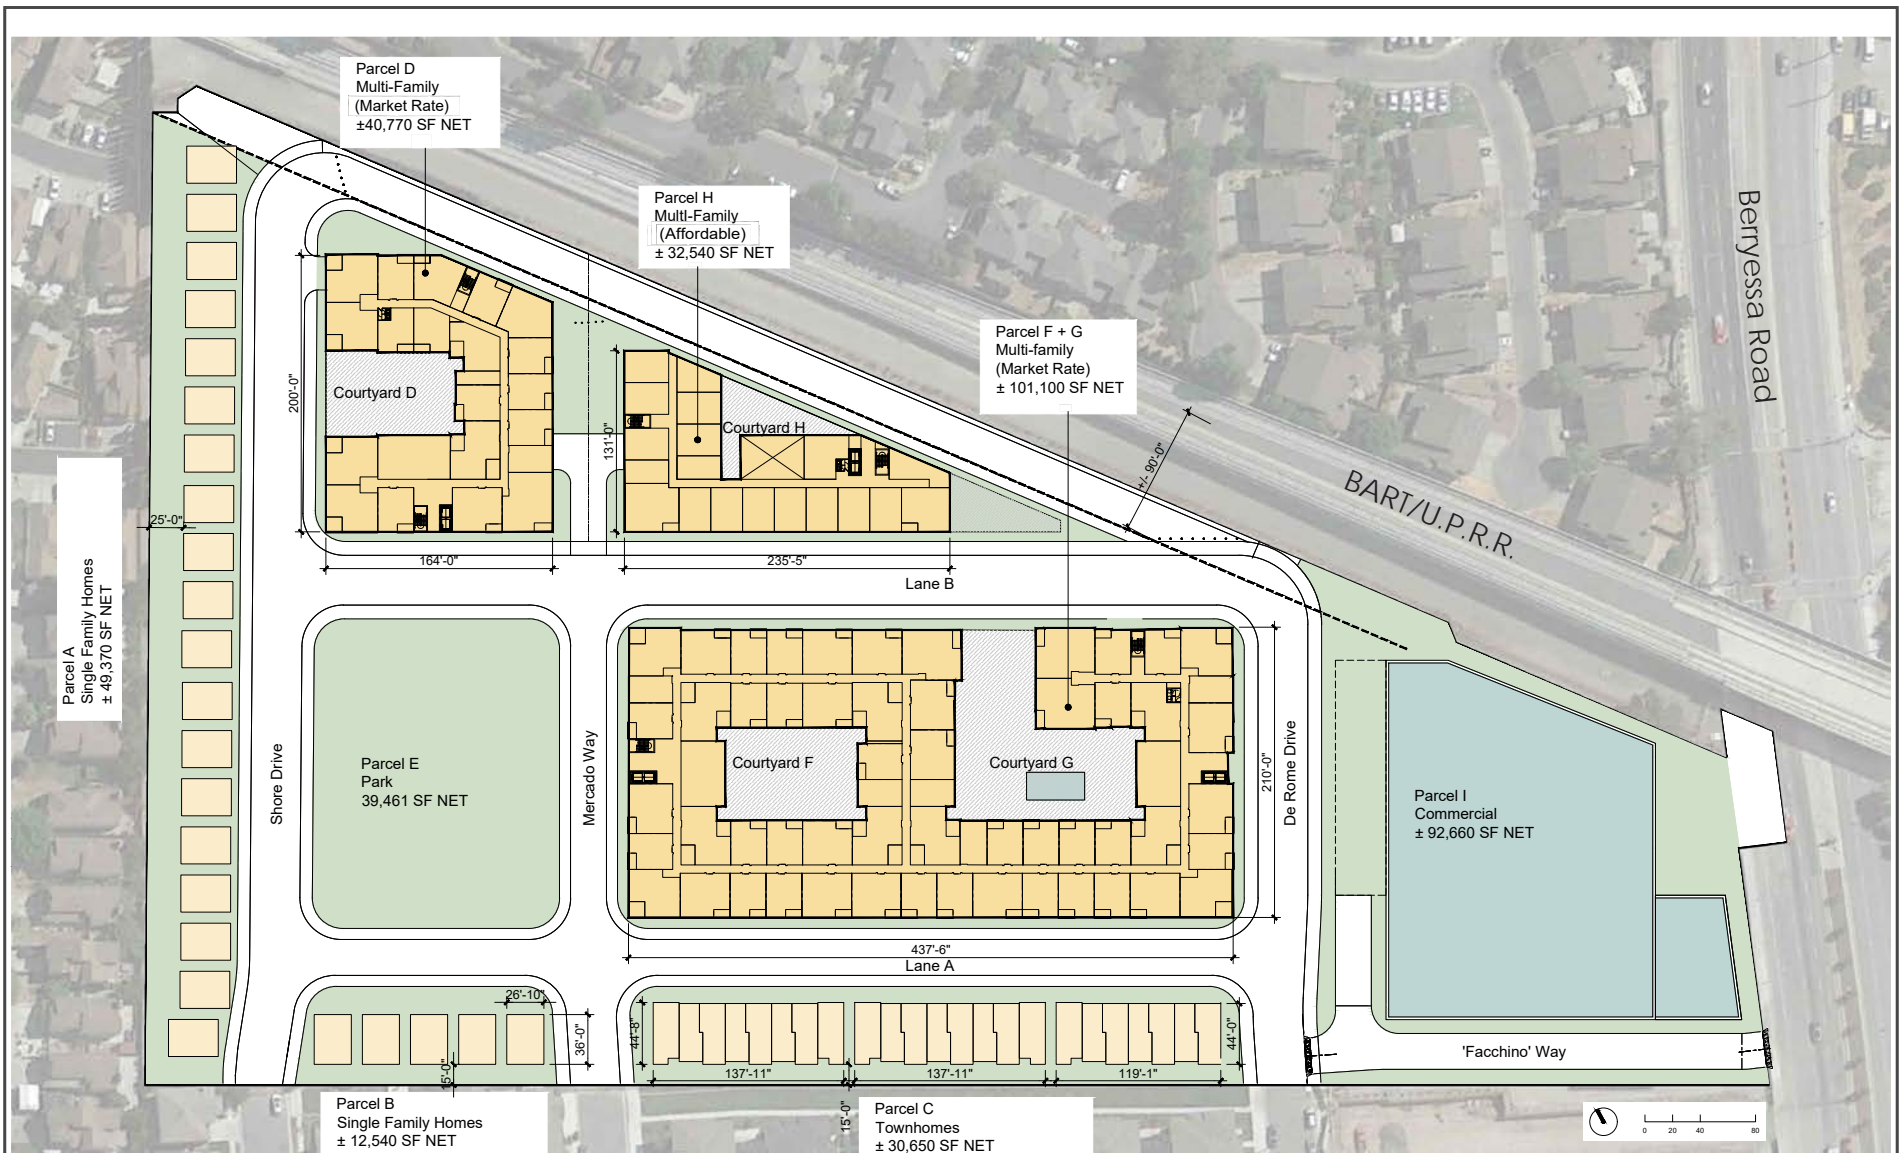 Parcel D
Multi-Family
(Market Rate)
±40,770 SF NET
Parcel H
MultI-Family
(Affordable)
± 32,540 SF NET
Parcel F + G
Multi-family
(Market Rate)
± 101,100 SF NET
Berryessa Road
BART/U.P.R.R.
+/- 90'-0"
Courtyard D
200'-0"
Courtyard H
131'-0"
25'-0"
164'-0"
235'-5"
Lane B
Parcel A
Single Family Homes
± 49,370 SF NET
Shore Drive
Parcel E
Park
39,461 SF NET
Mercado Way
Courtyard F
Courtyard G
210'-0"
De Rome Drive
Parcel I
Commercial
± 92,660 SF NET
437'-6"
Lane A
26'-10"
36'-0"
15'-0"
44'-8"
137'-11"
137'-11"
119'-1"
44'-0"
15'-0"
'Facchino' Way
Parcel B
Single Family Homes
± 12,540 SF NET
Parcel C
Townhomes
± 30,650 SF NET
0 20 40 80